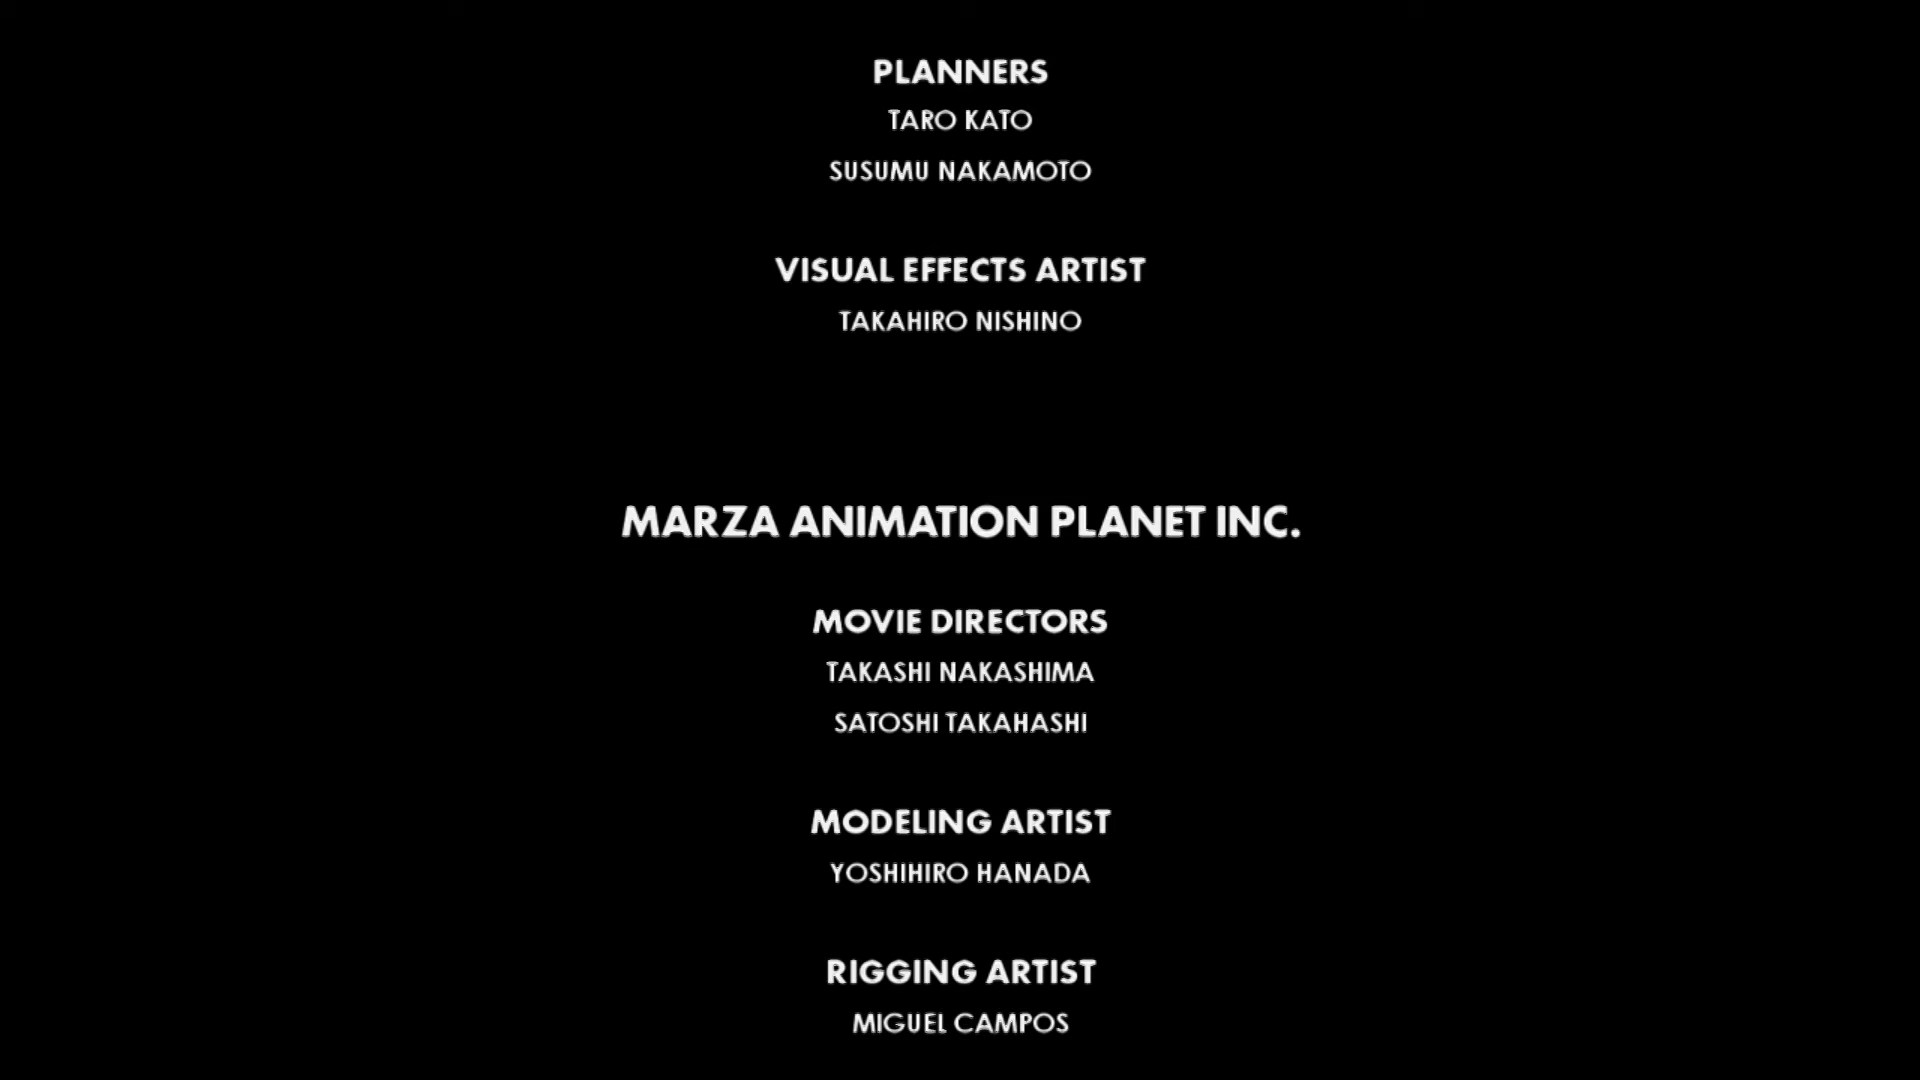 PLANNERS
TARO KATO
SUSUMU NAKAMOTO
VISUAL EFFECTS ARTIST
TAKAHIRO NISHINO
MARZA ANIMATION PLANET INC.
MOVIE DIRECTORS
TAKASHI NAKASHIMA
SATOSHI TAKAHASHI
MODELING ARTIST
YOSHIHIRO HANADA
RIGGING ARTIST
MIGUEL CAMPOS